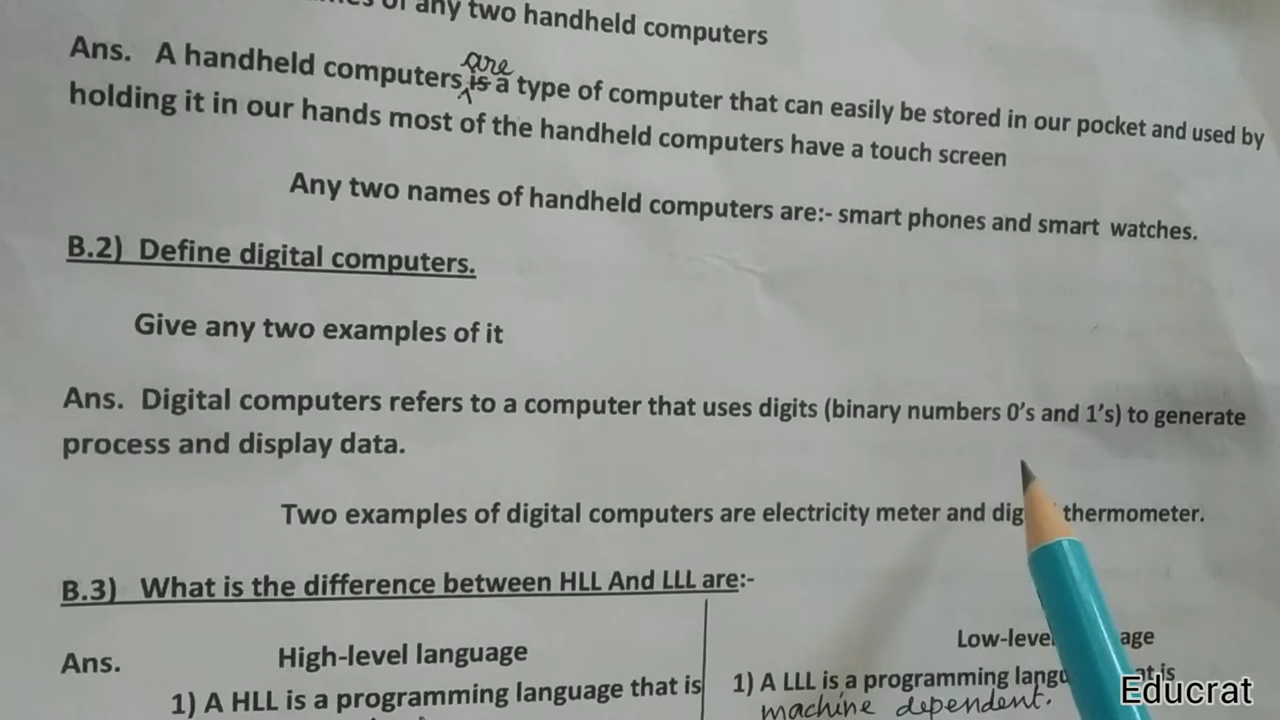 of any two handheld computers
are
Ans. A handheld computers is a type of computer that can easily be stored in our pocket and used by
holding it in our hands most of the handheld computers have a touch screen
Any two names of handheld computers are:- smart phones and smart watches.
B.2) Define digital computers.
Give any two examples of it
Ans. Digital computers refers to a computer that uses digits (binary numbers 0's and 1's) to generate
process and display data.
Two examples of digital computers are electricity meter and dig thermometer.
B.3) What is the difference between HLL And LLL are:-
Ans. High-level language
Low-level age
1) A HLL is a programming language that is
1) A LLL is a programming langu at is
machine dependent.
Educrat